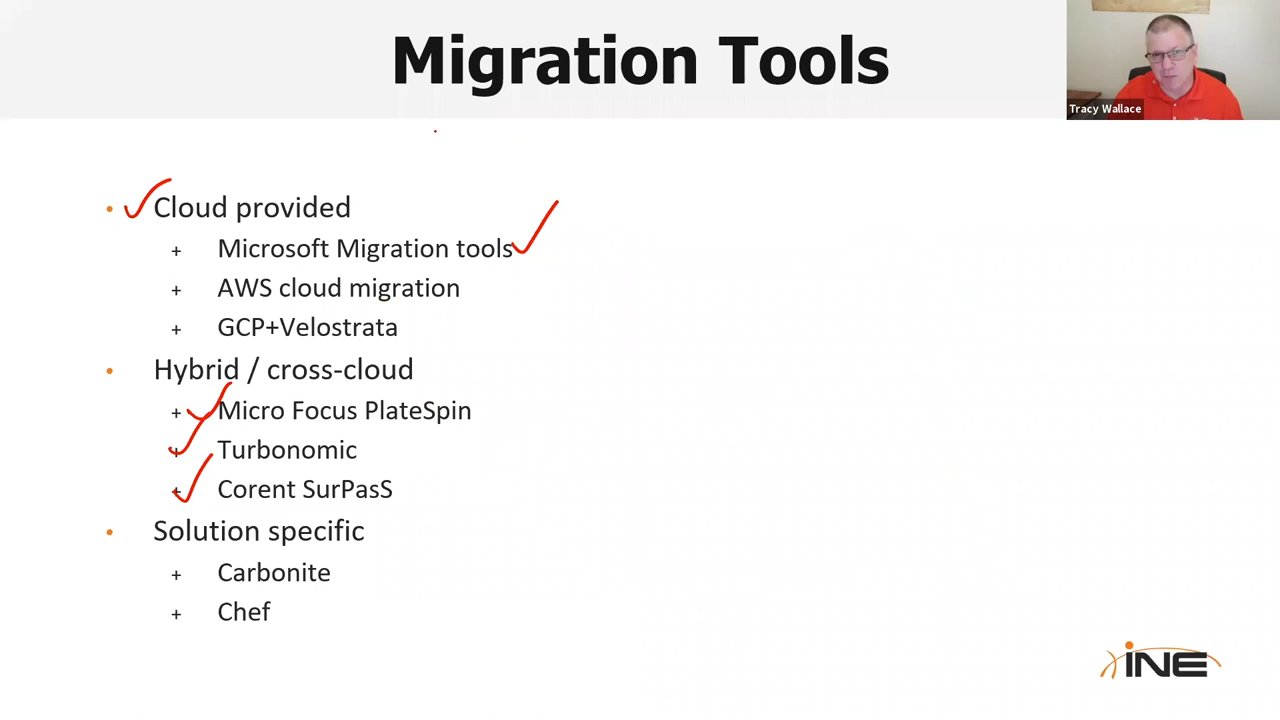 Migration Tools
Tracy Wallace
• Cloud provided
+ Microsoft Migration tools
+ AWS cloud migration
+ GCP+Velostrata
• Hybrid / cross-cloud
+ Micro Focus PlateSpin
+ Turbonomic
+ Corent SurPasS
• Solution specific
+ Carbonite
+ Chef
iNE